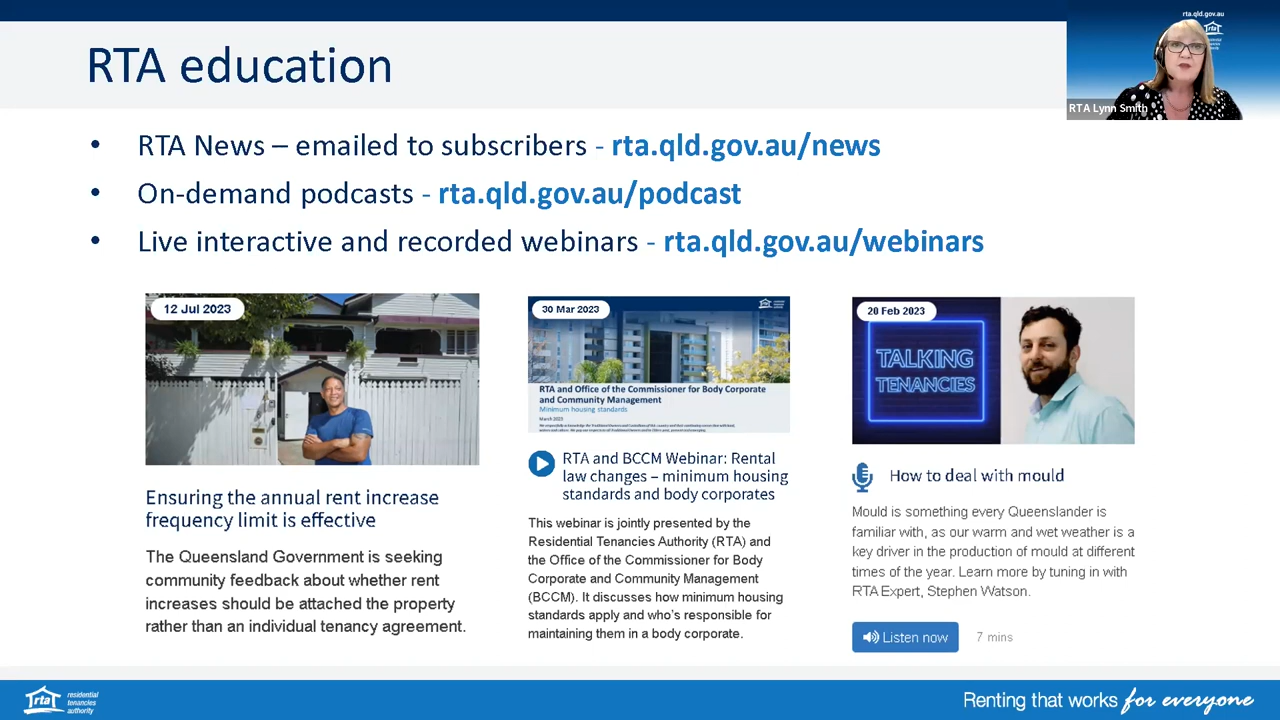 rta.qld.gov.au
RTA Lynn Smith
RTA education
• RTA News – emailed to subscribers - rta.qld.gov.au/news
• On-demand podcasts - rta.qld.gov.au/podcast
• Live interactive and recorded webinars - rta.qld.gov.au/webinars
12 Jul 2023
Ensuring the annual rent increase
frequency limit is effective
The Queensland Government is seeking
community feedback about whether rent
increases should be attached the property
rather than an individual tenancy agreement.
30 Mar 2023
RTA and Office of the Commissioner for Body Corporate
and Community Management
Minimum housing standards
March 2023
RTA and BCCM Webinar: Rental
law changes – minimum housing
standards and body corporates
This webinar is jointly presented by the
Residential Tenancies Authority (RTA) and
the Office of the Commissioner for Body
Corporate and Community Management
(BCCM). It discusses how minimum housing
standards apply and who's responsible for
maintaining them in a body corporate.
20 Feb 2023
TALKING
TENANCIES
How to deal with mould
Mould is something every Queenslander is
familiar with, as our warm and wet weather is a
key driver in the production of mould at different
times of the year. Learn more by tuning in with
RTA Expert, Stephen Watson.
Listen now
7 mins
rta
residential
tenancies
authority
Renting that works for everyone